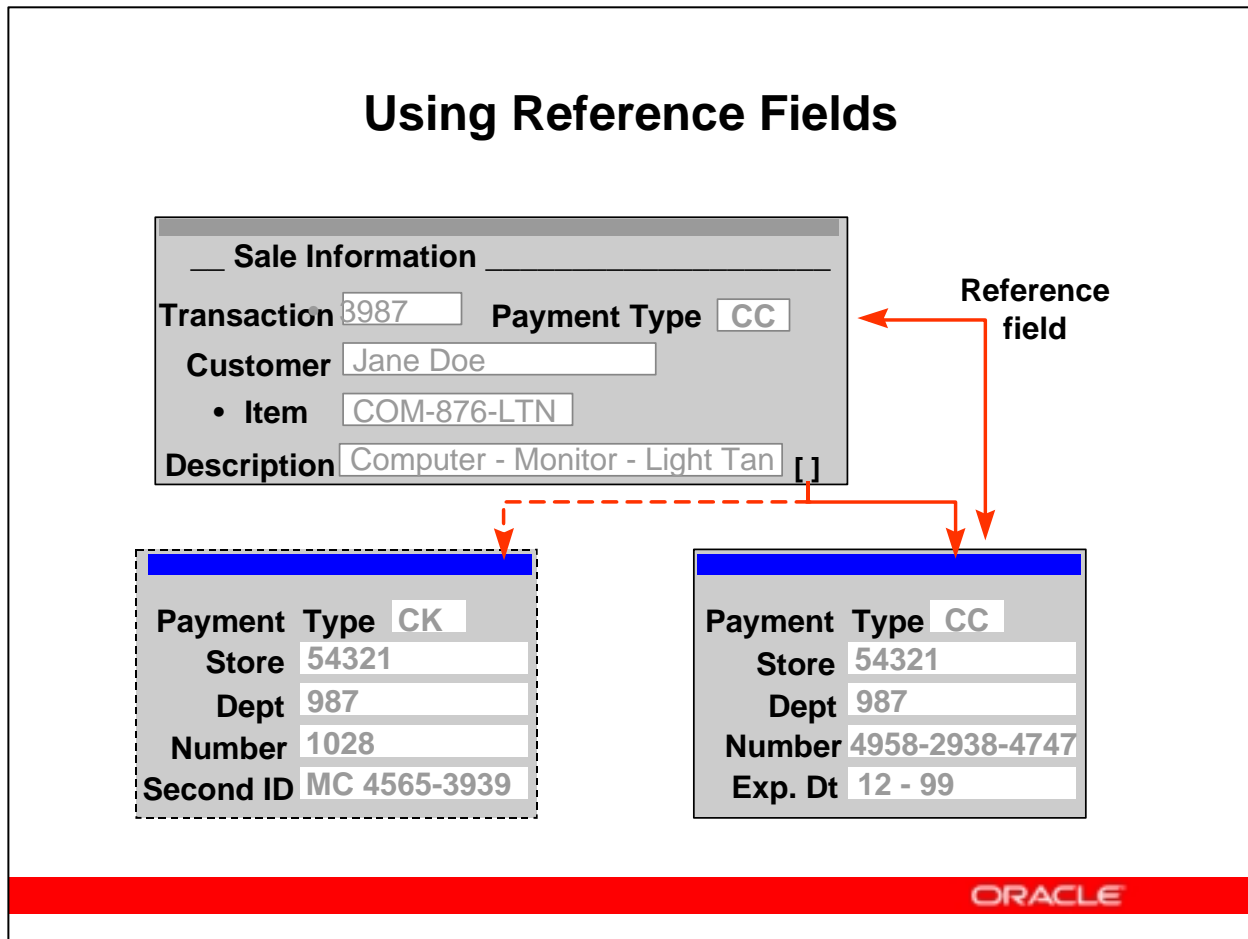 Using Reference Fields
__ Sale Information _____________________
Transaction • 3987 Payment Type CC
Reference
field
Customer Jane Doe
• Item COM-876-LTN
Description Computer - Monitor - Light Tan [ ]
Payment Type CK
Store 54321
Dept 987
Number 1028
Second ID MC 4565-3939
Payment Type CC
Store 54321
Dept 987
Number 4958-2938-4747
Exp. Dt 12 - 99
ORACLE